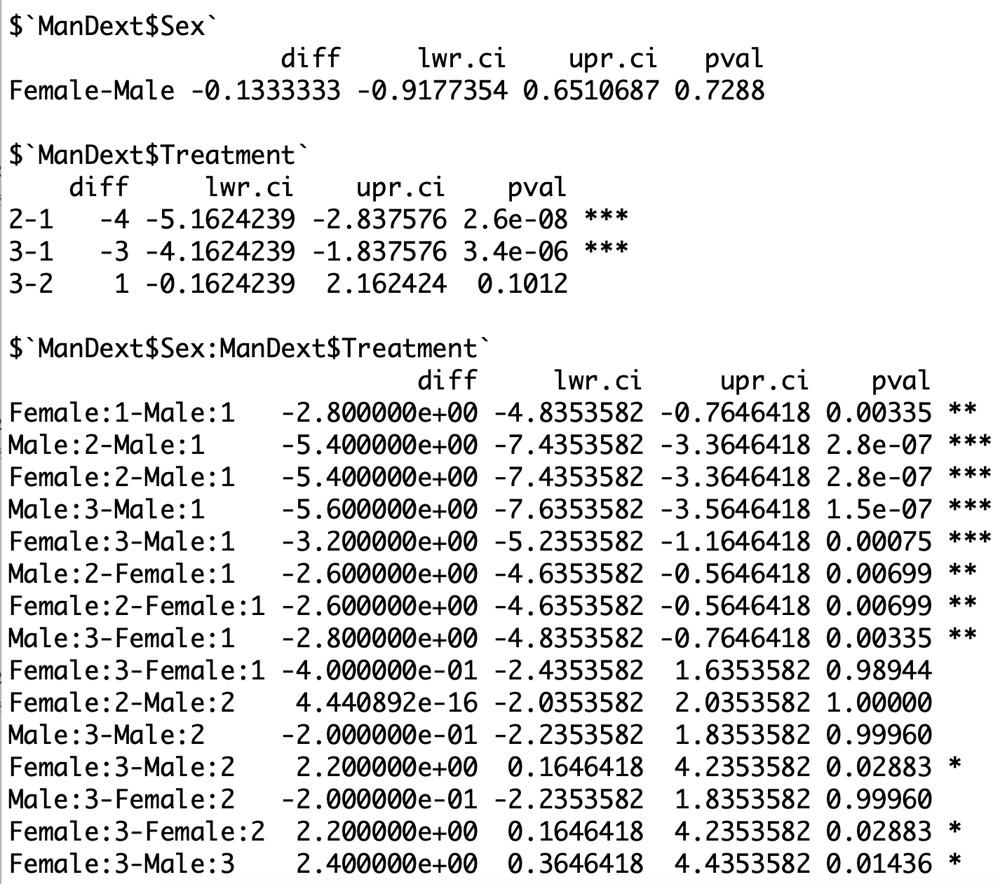 $`ManDext$Sex`
diff lwr.ci upr.ci pval
Female-Male -0.1333333 -0.9177354 0.6510687 0.7288
$`ManDext$Treatment`
diff lwr.ci upr.ci pval
2-1 -4 -5.1624239 -2.837576 2.6e-08 ***
3-1 -3 -4.1624239 -1.837576 3.4e-06 ***
3-2 1 -0.1624239 2.162424 0.1012
$`ManDext$Sex:ManDext$Treatment`
diff lwr.ci upr.ci pval
Female:1-Male:1 -2.800000e+00 -4.8353582 -0.7646418 0.00335 **
Male:2-Male:1 -5.400000e+00 -7.4353582 -3.3646418 2.8e-07 ***
Female:2-Male:1 -5.400000e+00 -7.4353582 -3.3646418 2.8e-07 ***
Male:3-Male:1 -5.600000e+00 -7.6353582 -3.5646418 1.5e-07 ***
Female:3-Male:1 -3.200000e+00 -5.2353582 -1.1646418 0.00075 ***
Male:2-Female:1 -2.600000e+00 -4.6353582 -0.5646418 0.00699 **
Female:2-Female:1 -2.600000e+00 -4.6353582 -0.5646418 0.00699 **
Male:3-Female:1 -2.800000e+00 -4.8353582 -0.7646418 0.00335 **
Female:3-Female:1 -4.000000e-01 -2.4353582 1.6353582 0.98944
Female:2-Male:2 4.440892e-16 -2.0353582 2.0353582 1.00000
Male:3-Male:2 -2.000000e-01 -2.2353582 1.8353582 0.99960
Female:3-Male:2 2.200000e+00 0.1646418 4.2353582 0.02883 *
Male:3-Female:2 -2.000000e-01 -2.2353582 1.8353582 0.99960
Female:3-Female:2 2.200000e+00 0.1646418 4.2353582 0.02883 *
Female:3-Male:3 2.400000e+00 0.3646418 4.4353582 0.01436 *